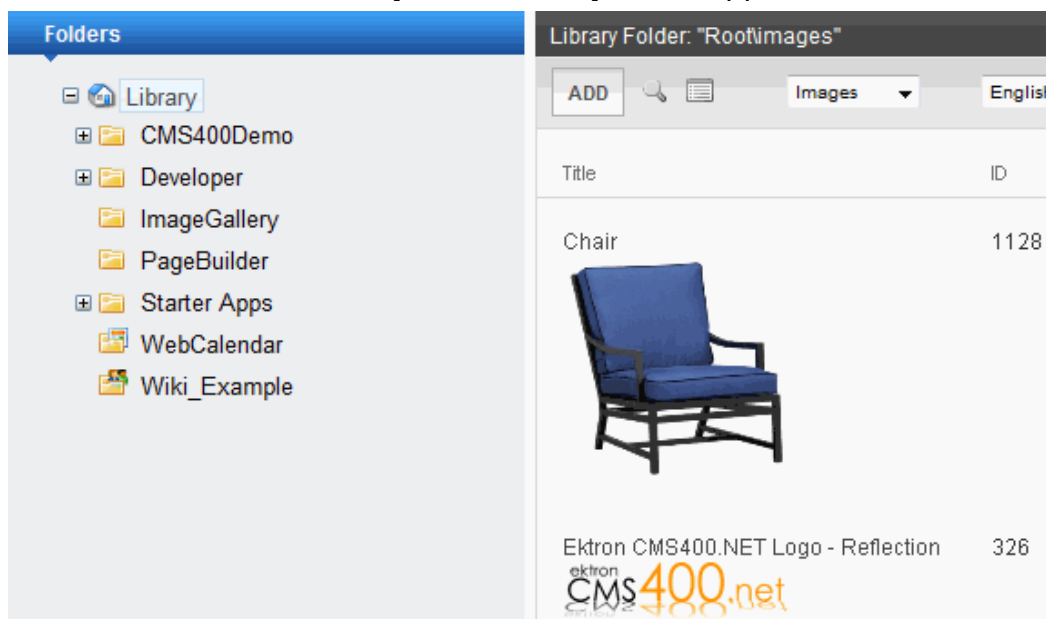 Folders
Library
CMS400Demo
Developer
ImageGallery
PageBuilder
Starter Apps
WebCalendar
Wiki_Example
Library Folder: "Root\images"
ADD Images English
Title ID
Chair 1128
Ektron CMS400.NET Logo - Reflection 326
ektron
CMS400.net